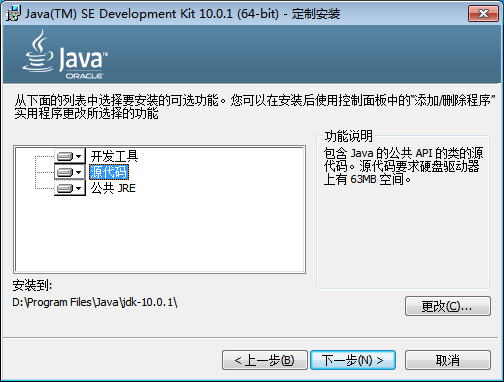 Java(TM) SE Development Kit 10.0.1 (64-bit) - 定制安装
Java™
ORACLE
从下面的列表中选择要安装的可选功能。您可以在安装后使用控制面板中的“添加/删除程序”
实用程序更改所选择的功能
开发工具
源代码
公共 JRE
功能说明
包含 Java 的公共 API 的类的源
代码。源代码要求硬盘驱动器
上有 63MB 空间。
安装到:
D:\Program Files\Java\jdk-10.0.1\
更改(C)...
< 上一步(B)
下一步(N) >
取消